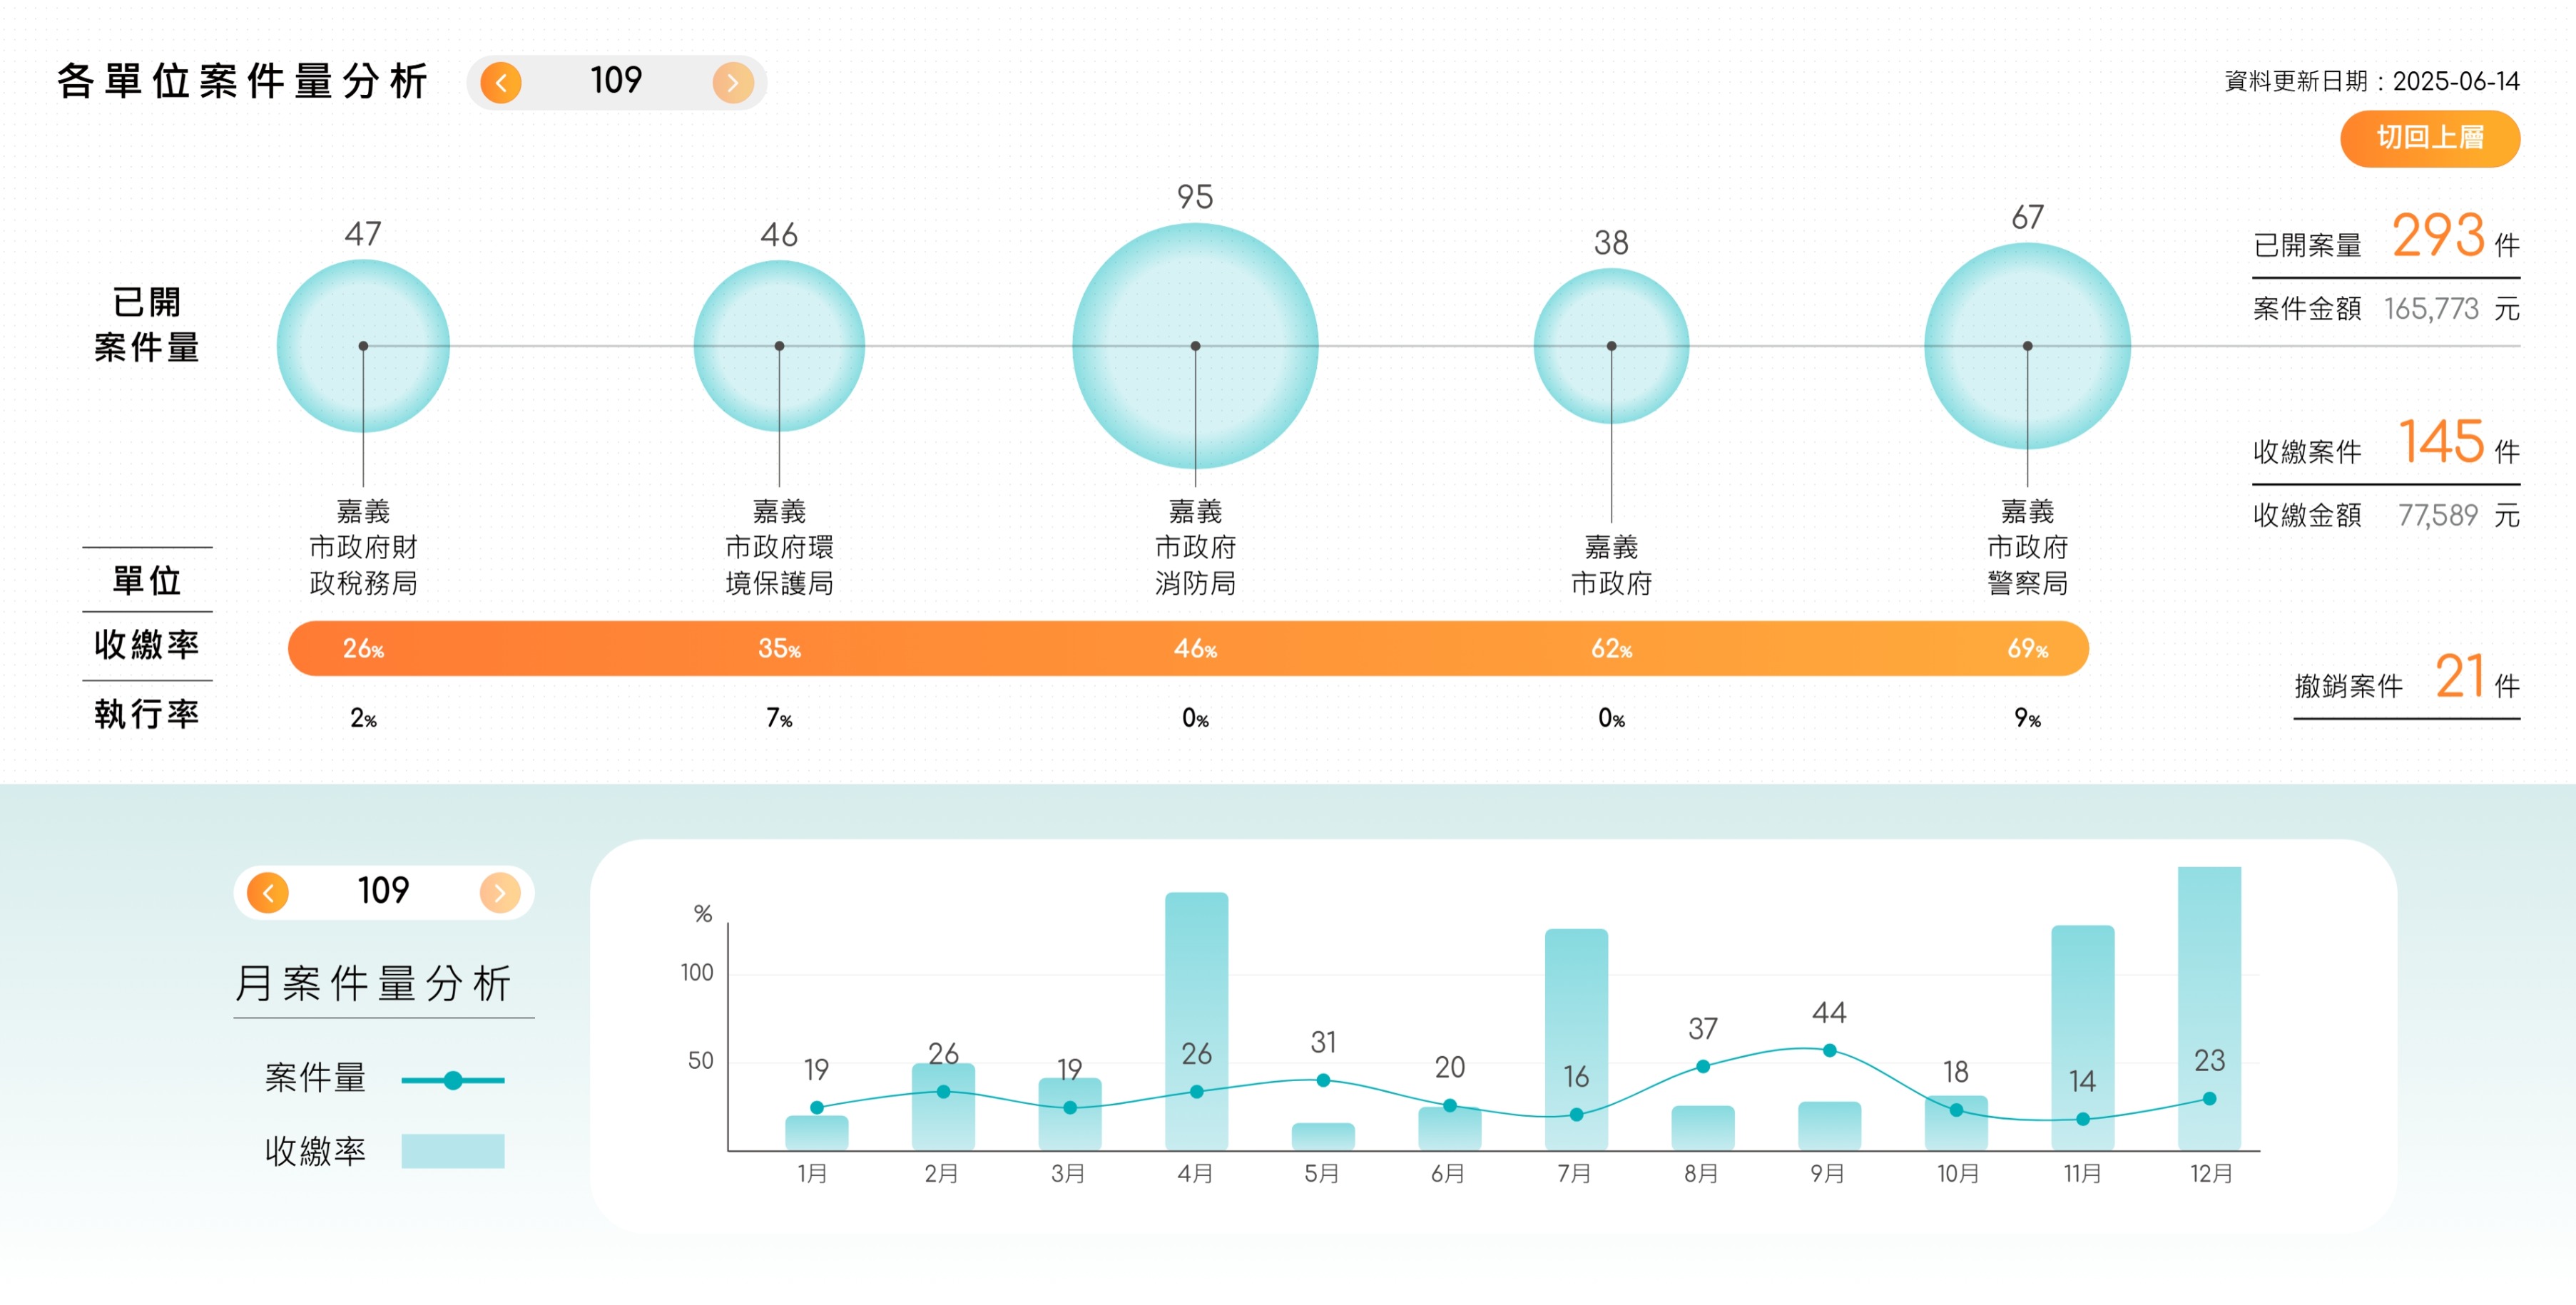 各單位案件量分析
109
資料更新日期：2025-06-14
切回上層
已開
案件量
47
46
95
38
67
已開案量 293 件
案件金額 165,773 元
收繳案件 145 件
收繳金額 77,589 元
撤銷案件 21 件
單位
嘉義
市政府財
政稅務局
嘉義
市政府環
境保護局
嘉義
市政府
消防局
嘉義
市政府
嘉義
市政府
警察局
收繳率
26%
35%
46%
62%
69%
執行率
2%
7%
0%
0%
9%
109
月案件量分析
案件量
收繳率
%
100
50
19
26
19
26
31
20
16
37
44
18
14
23
1月
2月
3月
4月
5月
6月
7月
8月
9月
10月
11月
12月